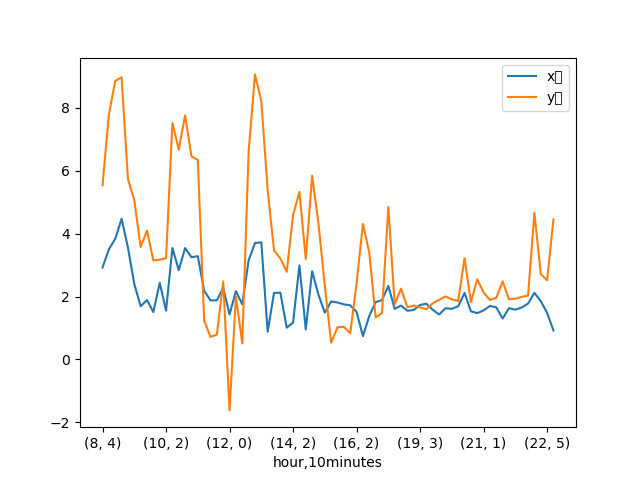 x
y
8
6
4
2
0
−2
(8, 4) (10, 2) (12, 0) (14, 2) (16, 2) (19, 3) (21, 1) (22, 5)
hour,10minutes